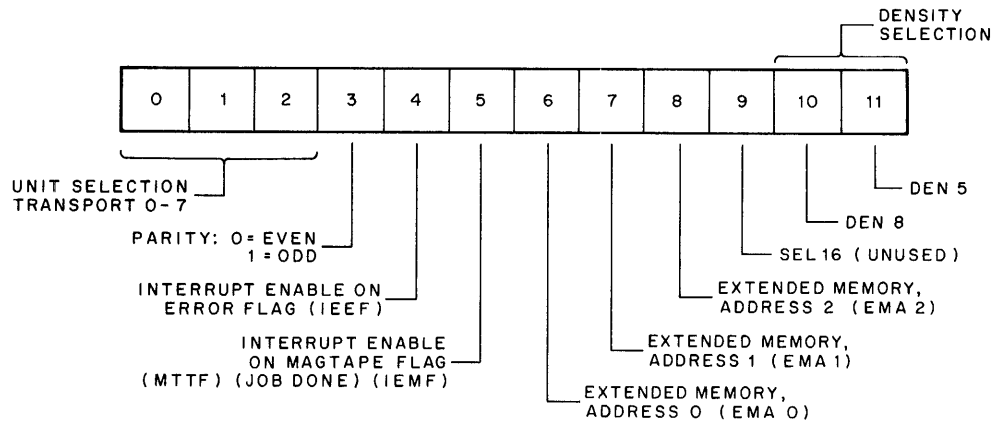 DENSITY
SELECTION
0 1 2 3 4 5 6 7 8 9 10 11
UNIT SELECTION
TRANSPORT 0-7
DEN 5
DEN 8
PARITY: 0=EVEN
1=ODD
SEL16 (UNUSED)
INTERRUPT ENABLE ON
ERROR FLAG (IEEF)
EXTENDED MEMORY,
ADDRESS 2 (EMA 2)
INTERRUPT ENABLE
ON MAGTAPE FLAG
(MTTF) (JOB DONE) (IEMF)
EXTENDED MEMORY,
ADDRESS 1 (EMA 1)
EXTENDED MEMORY,
ADDRESS 0 (EMA 0)